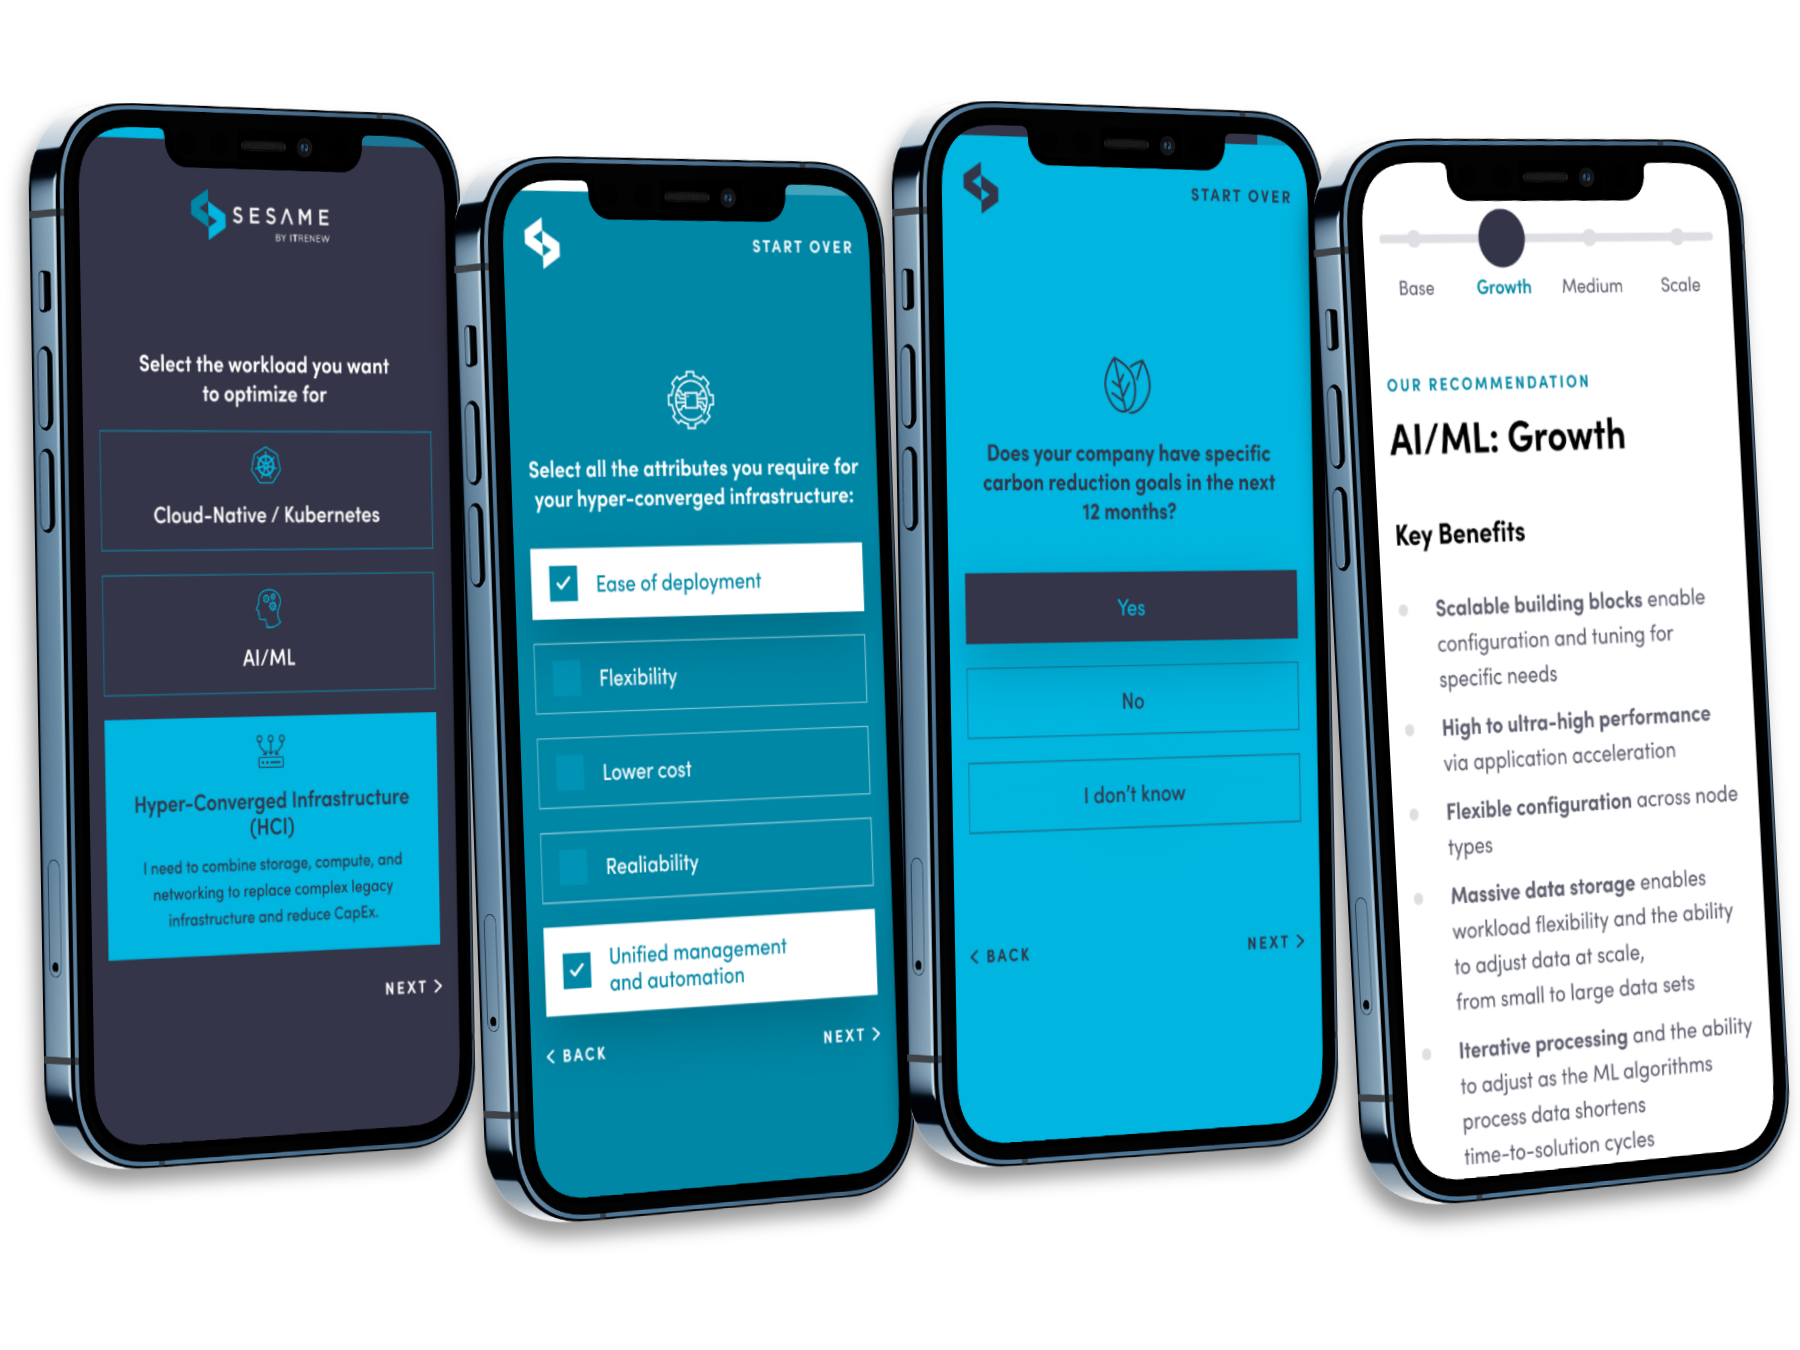 SESAME
BY ITRENEW
Select the workload you want
to optimize for
Cloud-Native / Kubernetes
AI/ML
Hyper-Converged Infrastructure
(HCI)
I need to combine storage, compute, and
networking to replace complex legacy
infrastructure and reduce CapEx.
NEXT
START OVER
Select all the attributes you require for
your hyper-converged infrastructure:
Ease of deployment
Flexibility
Lower cost
Realiability
Unified management
and automation
BACK
NEXT
START OVER
Does your company have specific
carbon reduction goals in the next
12 months?
Yes
No
I don't know
BACK
NEXT
Base
Growth
Medium
Scale
OUR RECOMMENDATION
AI/ML: Growth
Key Benefits
Scalable building blocks enable
configuration and tuning for
specific needs
High to ultra-high performance
via application acceleration
Flexible configuration across node
types
Massive data storage enables
workload flexibility and the ability
to adjust data at scale,
from small to large data sets
Iterative processing and the ability
to adjust as the ML algorithms
process data shortens
time-to-solution cycles